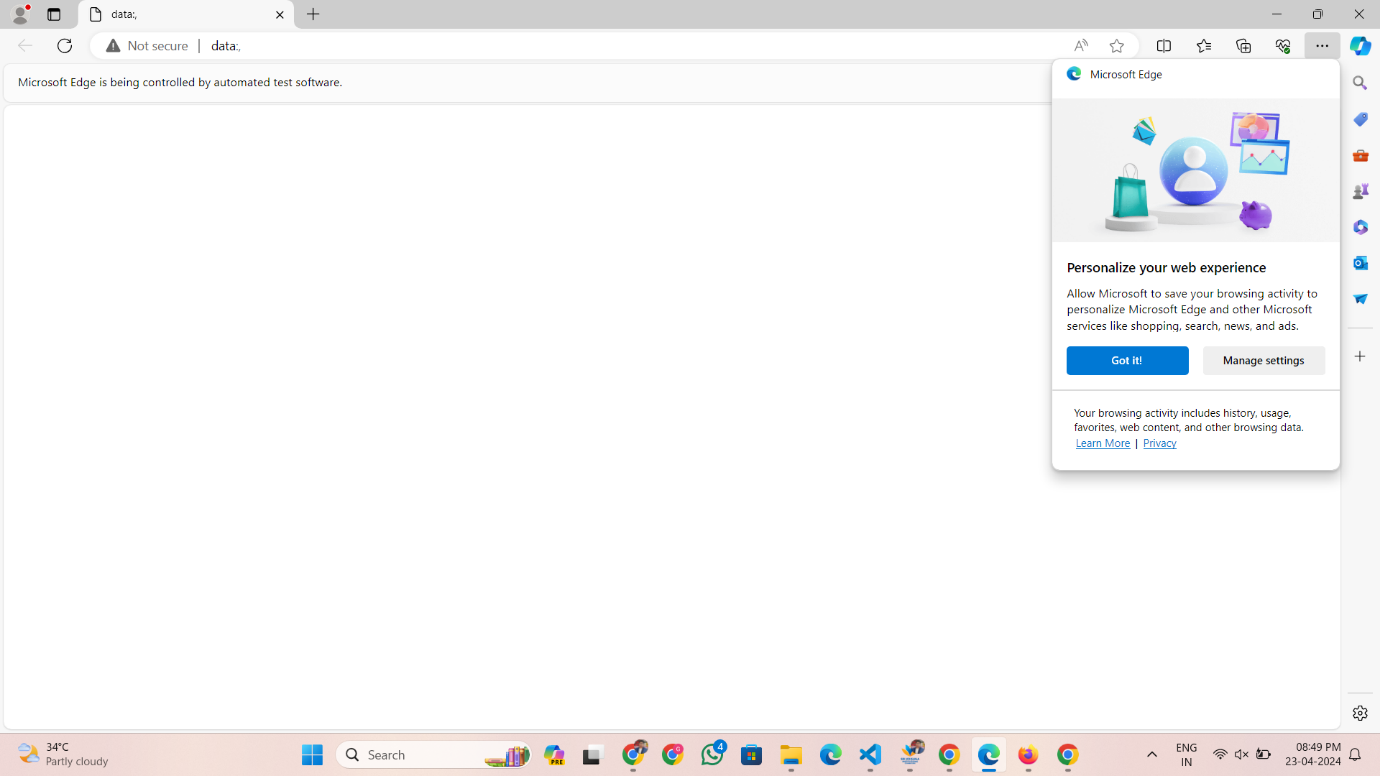 data:,
Not secure
data:,
Microsoft Edge is being controlled by automated test software.
Microsoft Edge
Personalize your web experience
Allow Microsoft to save your browsing activity to
personalize Microsoft Edge and other Microsoft
services like shopping, search, news, and ads.
Got it!
Manage settings
Your browsing activity includes history, usage,
favorites, web content, and other browsing data.
Learn More | Privacy
34°C
Partly cloudy
Search
PRE
G
4
ENG
IN
08:49 PM
23-04-2024